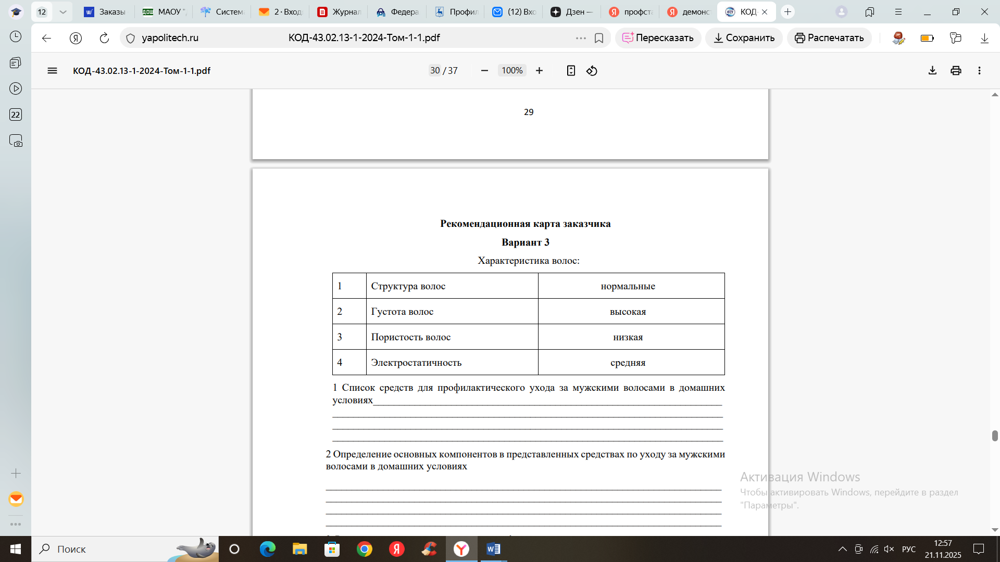 12
Заказы
МАОУ "
Систем
2 · Вход
Журнал
Федера
Профил
(12) Вхо
Дзен —
профста
демонс
КОД-
yapolitech.ru
КОД-43.02.13-1-2024-Том-1-1.pdf
Пересказать
Сохранить
Распечатать
КОД-43.02.13-1-2024-Том-1-1.pdf
30 / 37
100%
22
29
Рекомендационная карта заказчика
Вариант 3
Характеристика волос:
1 Структура волос нормальные
2 Густота волос высокая
3 Пористость волос низкая
4 Электростатичность средняя
1 Список средств для профилактического ухода за мужскими волосами в домашних
условиях
2 Определение основных компонентов в представленных средствах по уходу за мужскими
волосами в домашних условиях
Активация Windows
Чтобы активировать Windows, перейдите в раздел
"Параметры".
Поиск
РУС
12:57
21.11.2025